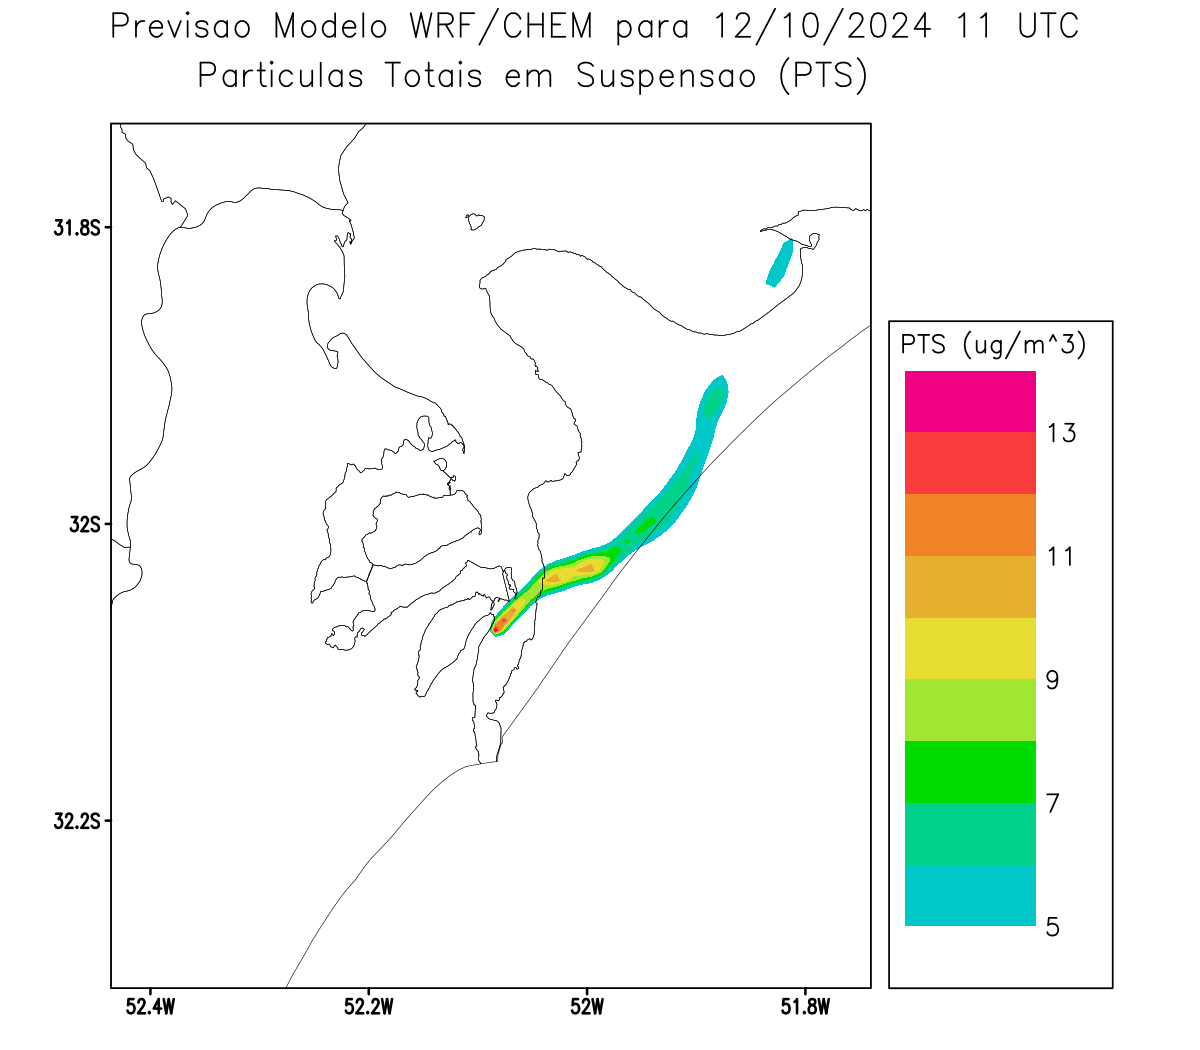 Previsao Modelo WRF/CHEM para 12/10/2024 11 UTC
Particulas Totais em Suspensao (PTS)
31.8S
32S
32.2S
52.4W
52.2W
52W
51.8W
PTS (ug/m^3)
13
11
9
7
5